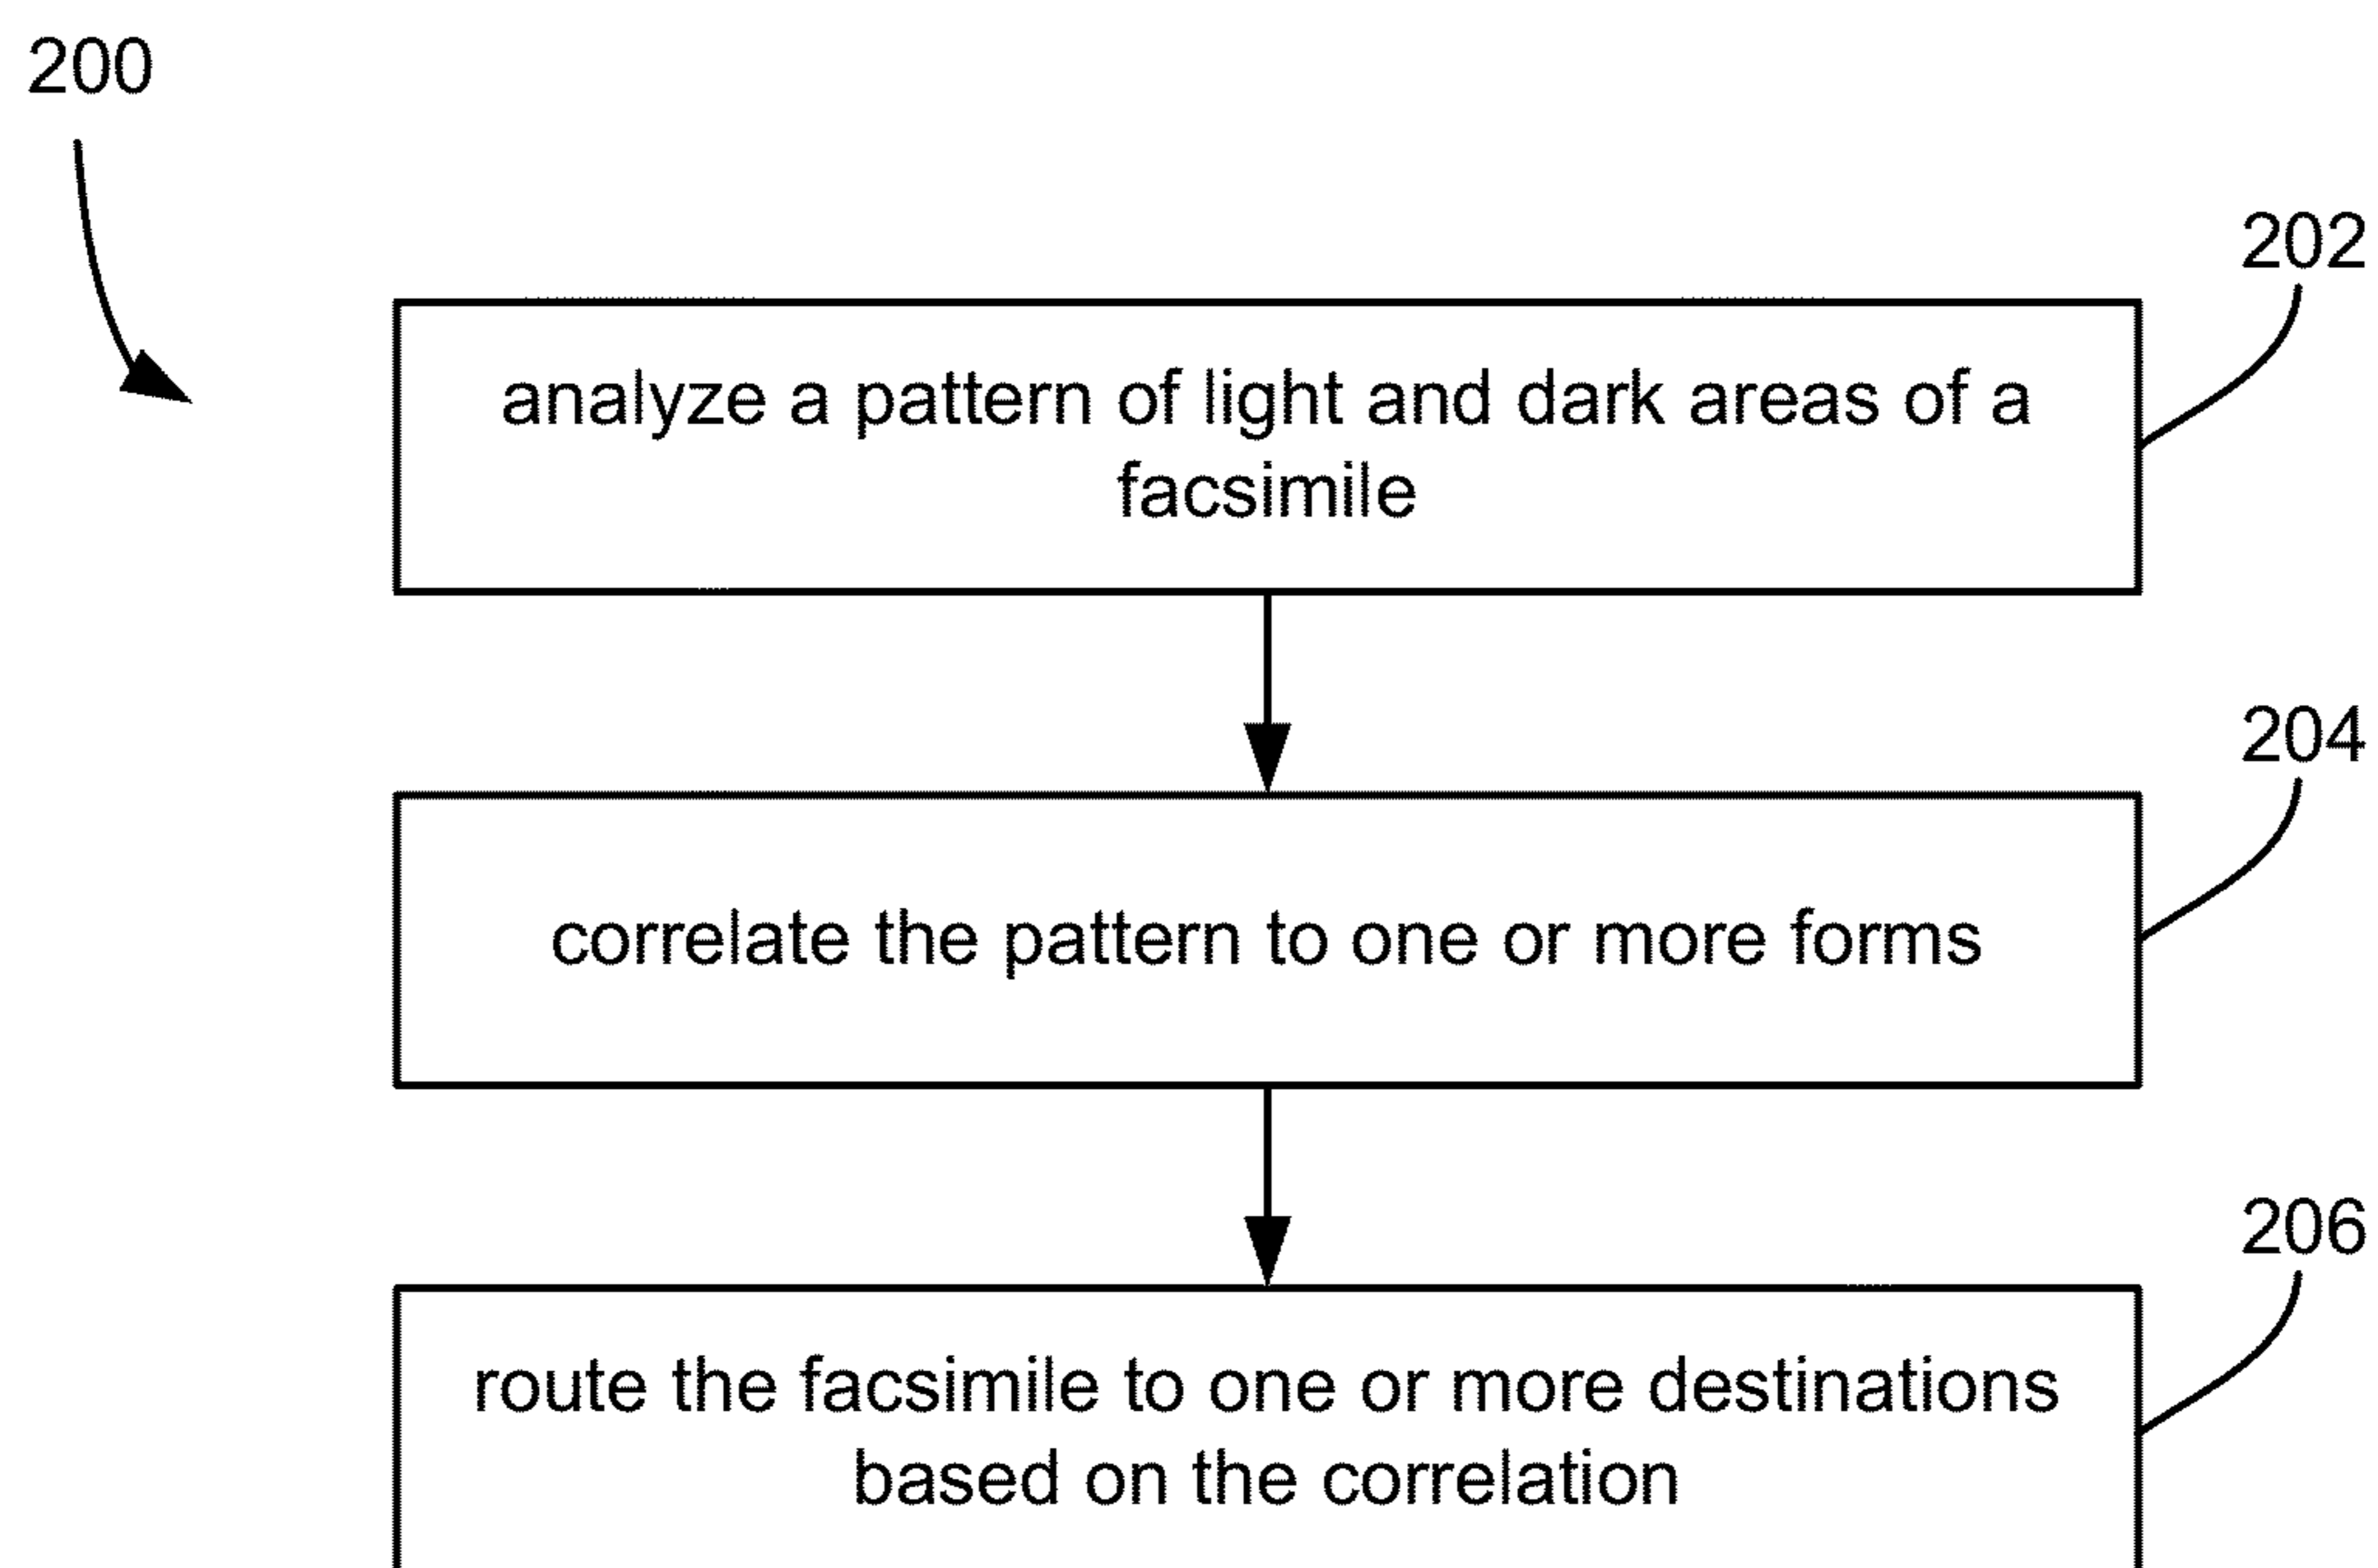 200
202
analyze a pattern of light and dark areas of a
facsimile
204
correlate the pattern to one or more forms
206
route the facsimile to one or more destinations
based on the correlation